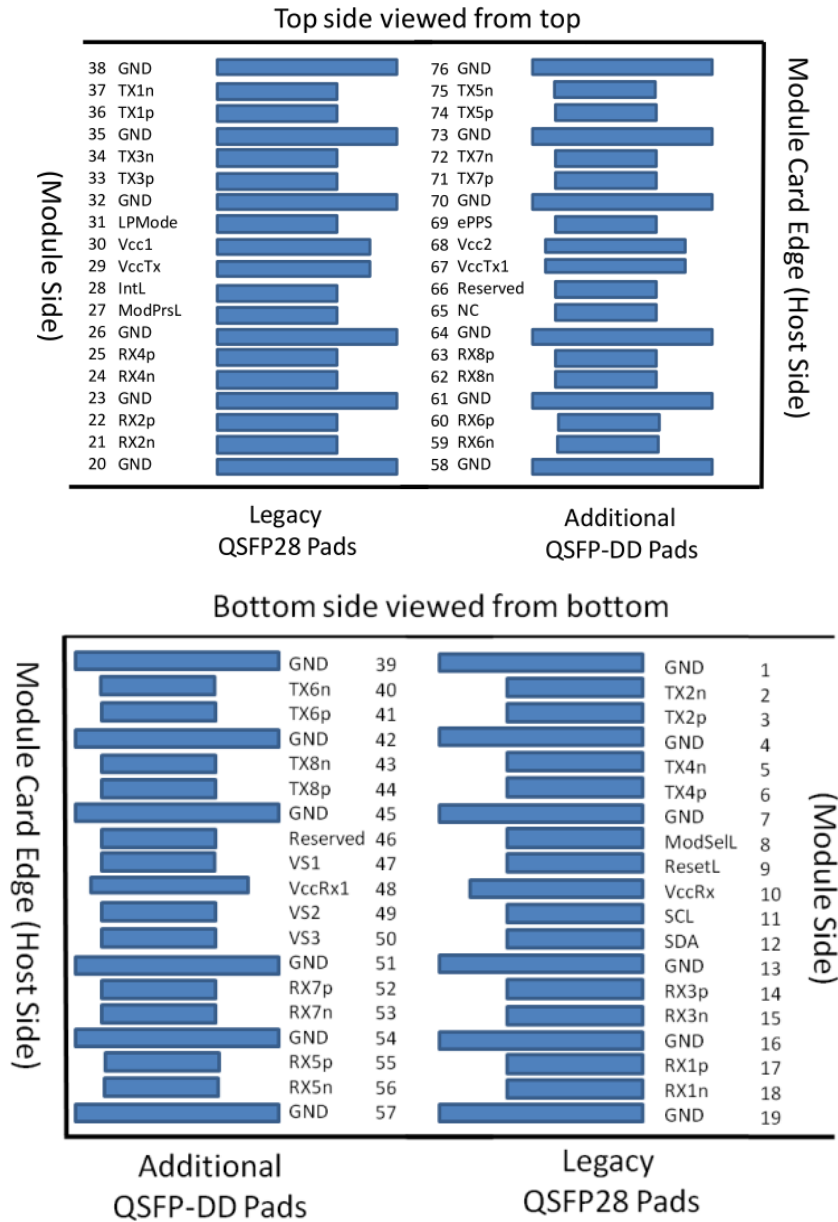 Top side viewed from top
38 GND 76 GND
37 TX1n 75 TX5n
36 TX1p 74 TX5p
35 GND 73 GND
34 TX3n 72 TX7n
33 TX3p 71 TX7p
32 GND 70 GND
31 LPMode 69 ePPS
30 Vcc1 68 Vcc2
29 VccTx 67 VccTx1
28 IntL 66 Reserved
27 ModPrsL 65 NC
26 GND 64 GND
25 RX4p 63 RX8p
24 RX4n 62 RX8n
23 GND 61 GND
22 RX2p 60 RX6p
21 RX2n 59 RX6n
20 GND 58 GND
(Module Side)
Module Card Edge (Host Side)
Legacy
QSFP28 Pads
Additional
QSFP-DD Pads
Bottom side viewed from bottom
GND 39 GND 1
TX6n 40 TX2n 2
TX6p 41 TX2p 3
GND 42 GND 4
TX8n 43 TX4n 5
TX8p 44 TX4p 6
GND 45 GND 7
Reserved 46 ModSelL 8
VS1 47 ResetL 9
VccRx1 48 VccRx 10
VS2 49 SCL 11
VS3 50 SDA 12
GND 51 GND 13
RX7p 52 RX3p 14
RX7n 53 RX3n 15
GND 54 GND 16
RX5p 55 RX1p 17
RX5n 56 RX1n 18
GND 57 GND 19
Module Card Edge (Host Side)
(Module Side)
Additional
QSFP-DD Pads
Legacy
QSFP28 Pads